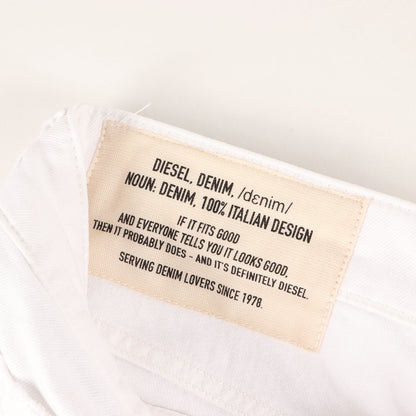 DIESEL, DENIM, /dɛnim/
NOUN: DENIM, 100% ITALIAN DESIGN
IF IT FITS GOOD
AND EVERYONE TELLS YOU IT LOOKS GOOD,
THEN IT PROBABLY DOES - AND IT'S DEFINITELY DIESEL.
SERVING DENIM LOVERS SINCE 1978.